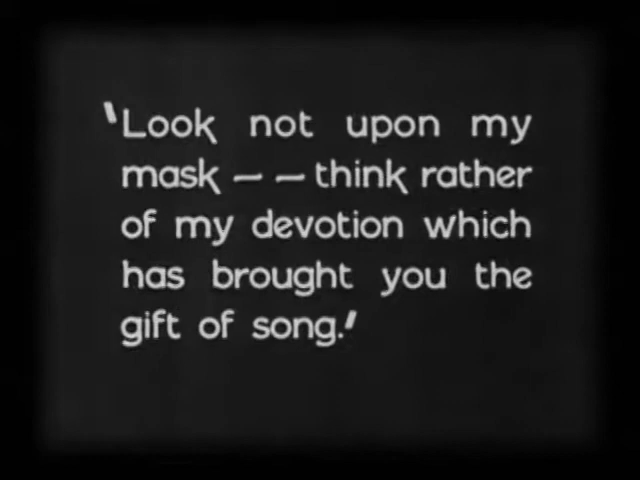 'Look not upon my
mask — — think rather
of my devotion which
has brought you the
gift of song.'